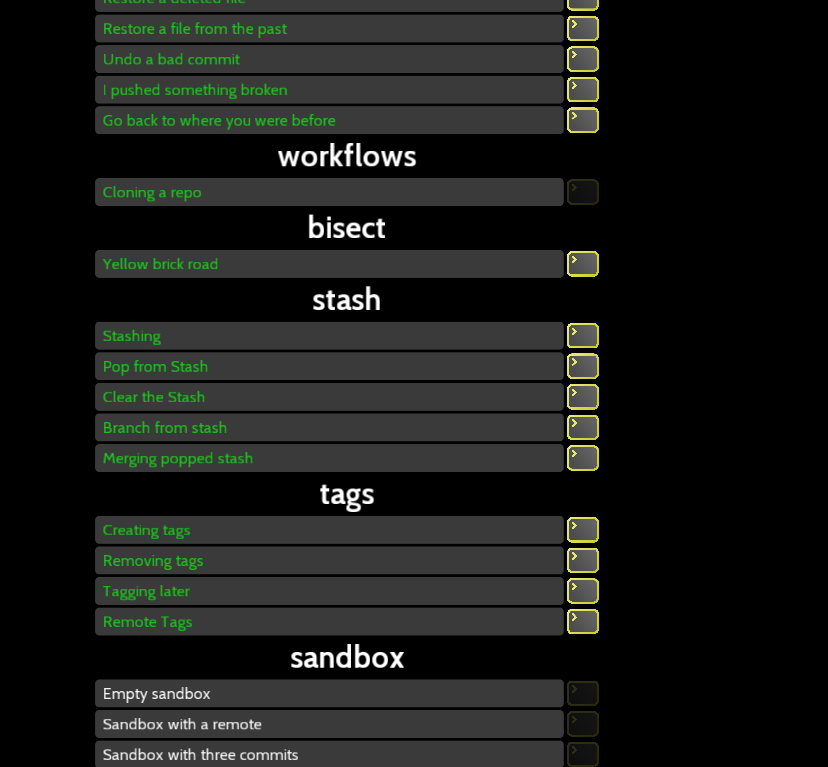 Restore a deleted file
Restore a file from the past
Undo a bad commit
I pushed something broken
Go back to where you were before
workflows
Cloning a repo
bisect
Yellow brick road
stash
Stashing
Pop from Stash
Clear the Stash
Branch from stash
Merging popped stash
tags
Creating tags
Removing tags
Tagging later
Remote Tags
sandbox
Empty sandbox
Sandbox with a remote
Sandbox with three commits